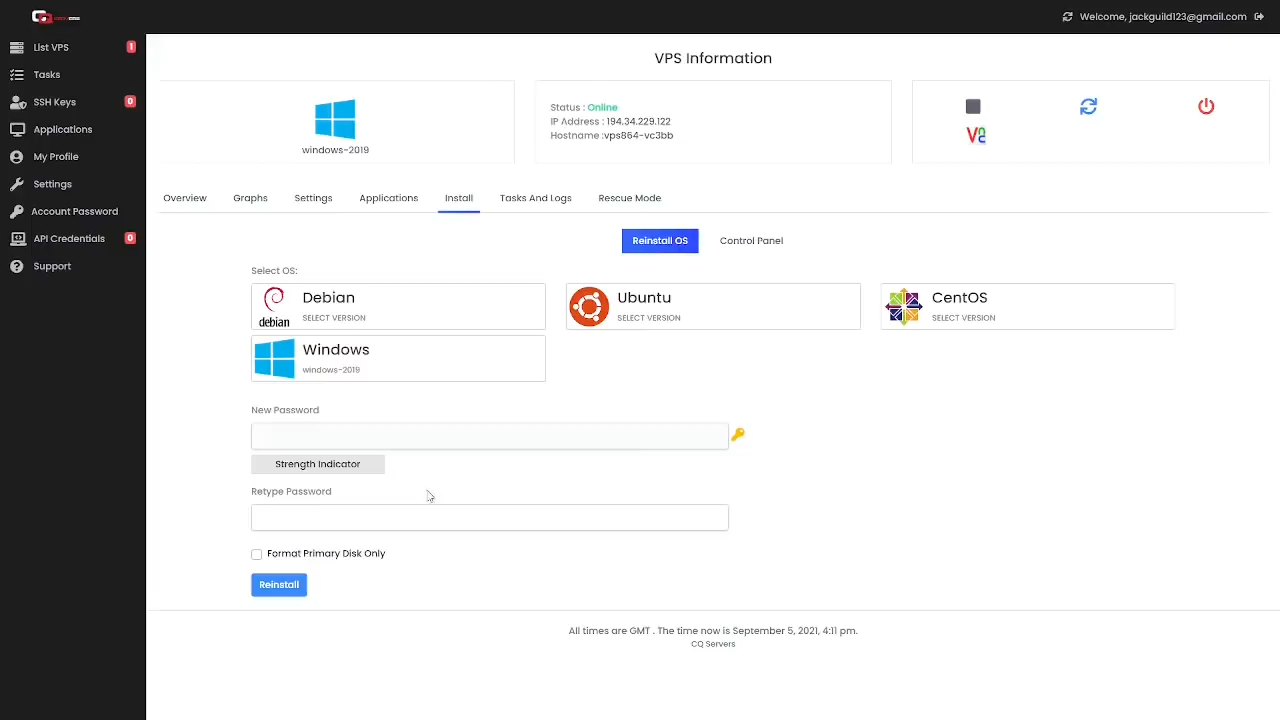 Welcome, jackguild123@gmail.com
List VPS 1
Tasks
SSH Keys 0
Applications
My Profile
Settings
Account Password
API Credentials 0
Support
VPS Information
windows-2019
Status : Online
IP Address : 194.34.229.122
Hostname :vps864-vc3bb
VNC
Overview Graphs Settings Applications Install Tasks And Logs Rescue Mode
Reinstall OS Control Panel
Select OS:
debian
Debian
SELECT VERSION
Ubuntu
SELECT VERSION
CentOS
SELECT VERSION
Windows
windows-2019
New Password
Strength Indicator
Retype Password
Format Primary Disk Only
Reinstall
All times are GMT . The time now is September 5, 2021, 4:11 pm.
CQ Servers